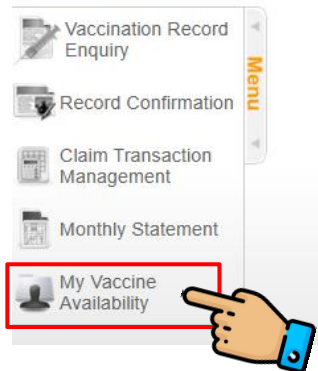 Vaccination Record
Enquiry
Record Confirmation
Claim Transaction
Management
Monthly Statement
My Vaccine
Availability
Menu